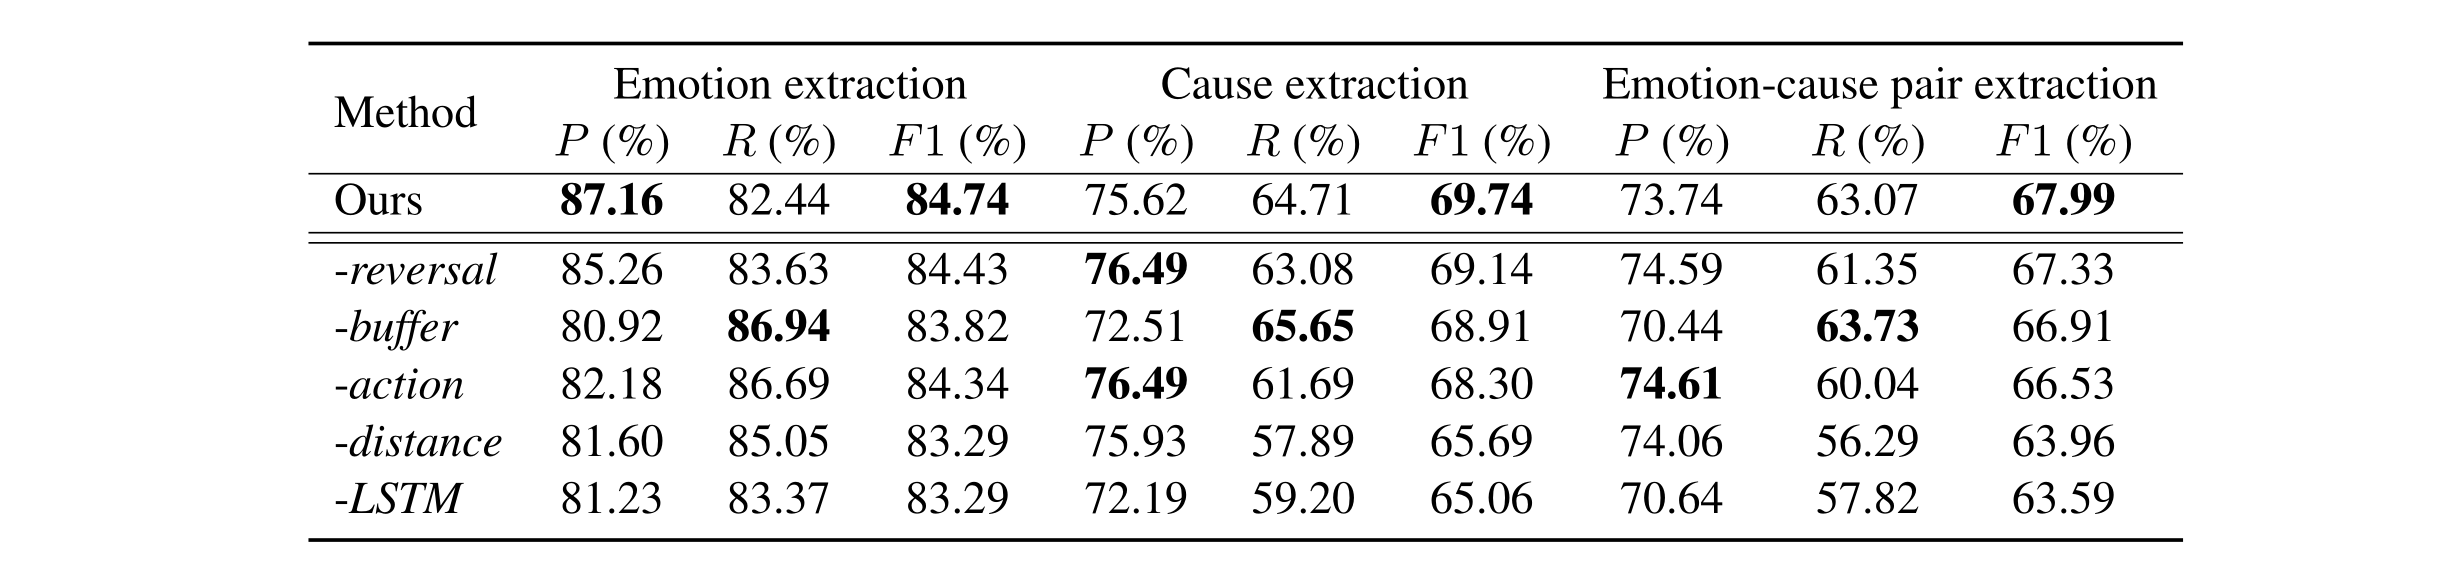 Method Emotion extraction Cause extraction Emotion-cause pair extraction
P (%) R (%) F1 (%) P (%) R (%) F1 (%) P (%) R (%) F1 (%)
Ours 87.16 82.44 84.74 75.62 64.71 69.74 73.74 63.07 67.99
-reversal 85.26 83.63 84.43 76.49 63.08 69.14 74.59 61.35 67.33
-buffer 80.92 86.94 83.82 72.51 65.65 68.91 70.44 63.73 66.91
-action 82.18 86.69 84.34 76.49 61.69 68.30 74.61 60.04 66.53
-distance 81.60 85.05 83.29 75.93 57.89 65.69 74.06 56.29 63.96
-LSTM 81.23 83.37 83.29 72.19 59.20 65.06 70.64 57.82 63.59